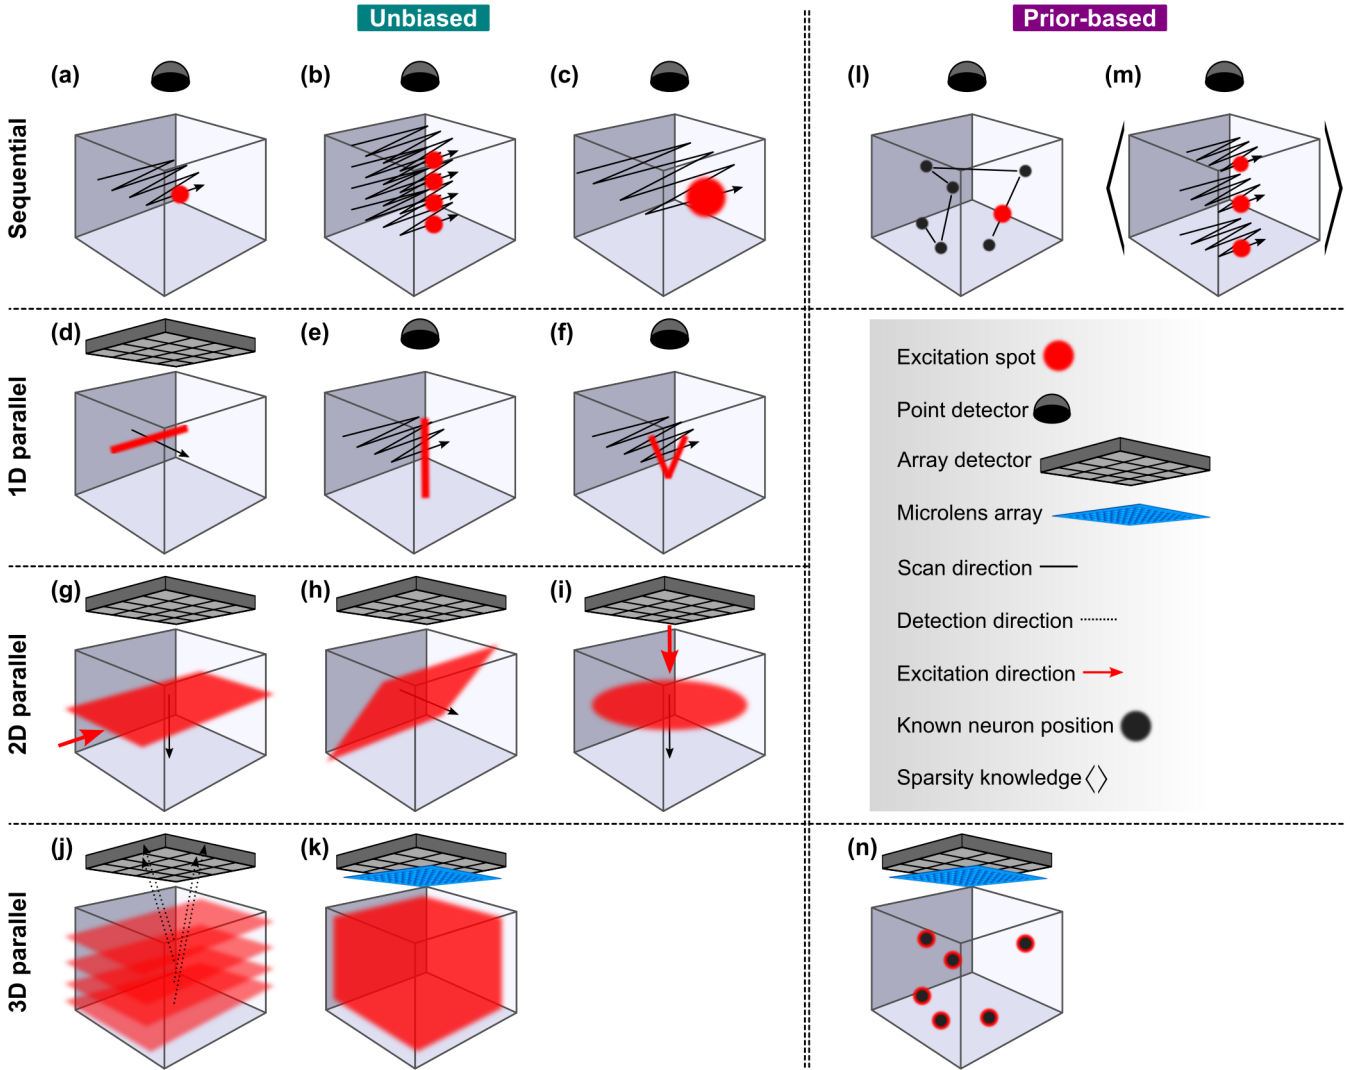 Unbiased
Prior-based
Sequential
(a)
(b)
(c)
(l)
(m)
1D parallel
(d)
(e)
(f)
Excitation spot
Point detector
Array detector
Microlens array
Scan direction
Detection direction
Excitation direction
Known neuron position
Sparsity knowledge
2D parallel
(g)
(h)
(i)
3D parallel
(j)
(k)
(n)